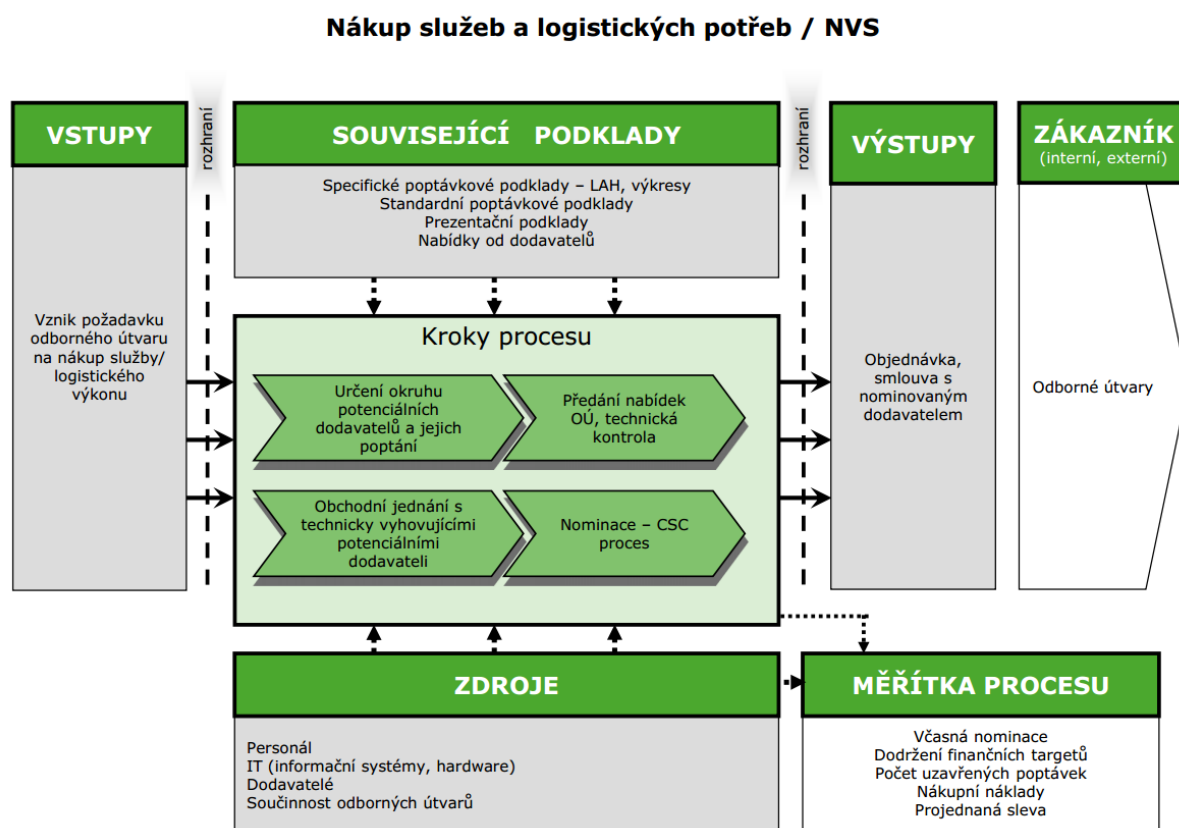 Nákup služeb a logistických potřeb / NVS
VSTUPY
rozhraní
SOUVISEJÍCÍ PODKLADY
rozhraní
VÝSTUPY
ZÁKAZNÍK
(interní, externí)
Specifické poptávkové podklady – LAH, výkresy
Standardní poptávkové podklady
Prezentační podklady
Nabídky od dodavatelů
Vznik požadavku
odborného útvaru
na nákup služby/
logistického
výkonu
Kroky procesu
Určení okruhu
potenciálních
dodavatelů a jejich
poptání
Předání nabídek
OÚ, technická
kontrola
Obchodní jednání s
technicky vyhovujícími
potenciálními
dodavateli
Nominace – CSC
proces
Objednávka,
smlouva s
nominovaným
dodavatelem
Odborné útvary
ZDROJE
Personál
IT (informační systémy, hardware)
Dodavatelé
Součinnost odborných útvarů
MĚŘÍTKA PROCESU
Včasná nominace
Dodržení finančních targetů
Počet uzavřených poptávek
Nákupní náklady
Projednaná sleva